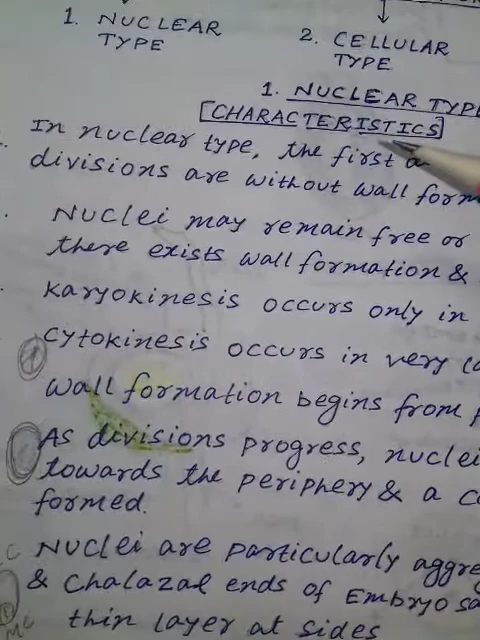 1. NUCLEAR
TYPE
2. CELLULAR
TYPE
1. NUCLEAR TYPE
[CHARACTERISTICS]
In nuclear type, the first
divisions are without wall form
Nuclei may remain free or
there exists wall formation &
karyokinesis occurs only in
cytokinesis occurs in very
wall formation begins from
As divisions progress, nuclei
towards the periphery & a
formed.
Nuclei are particularly aggre
& chalazal ends of Embryo sa
thin layer at sides